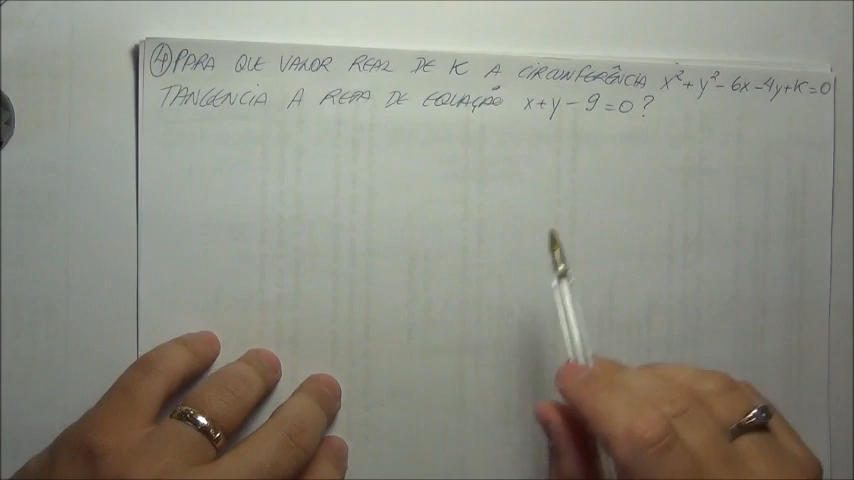 ④ PARA QUE VALOR REAL DE K A CIRCUNFERÊNCIA x²+y²-6x-4y+K=0
TANGENCIA A RETA DE EQUAÇÃO x+y-9=0?